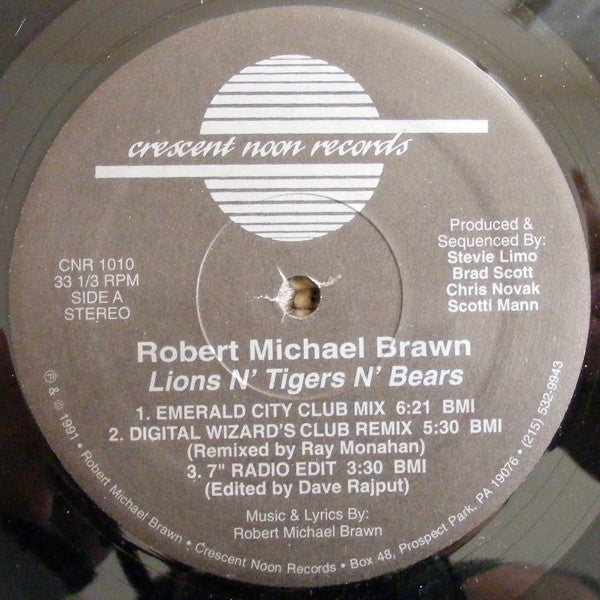 crescent noon records
CNR 1010
33 1/3 RPM
SIDE A
STEREO
Produced &
Sequenced By:
Stevie Limo
Brad Scott
Chris Novak
Scotti Mann
Robert Michael Brawn
Lions N' Tigers N' Bears
1. EMERALD CITY CLUB MIX 6:21 BMI
2. DIGITAL WIZARD'S CLUB REMIX 5:30 BMI
(Remixed by Ray Monahan)
3. 7" RADIO EDIT 3:30 BMI
(Edited by Dave Rajput)
Music & Lyrics By:
Robert Michael Brawn
℗ & © 1991 • Robert Michael Brawn • Crescent Noon Records • Box 48, Prospect Park, PA 19076 • (215) 532-9943